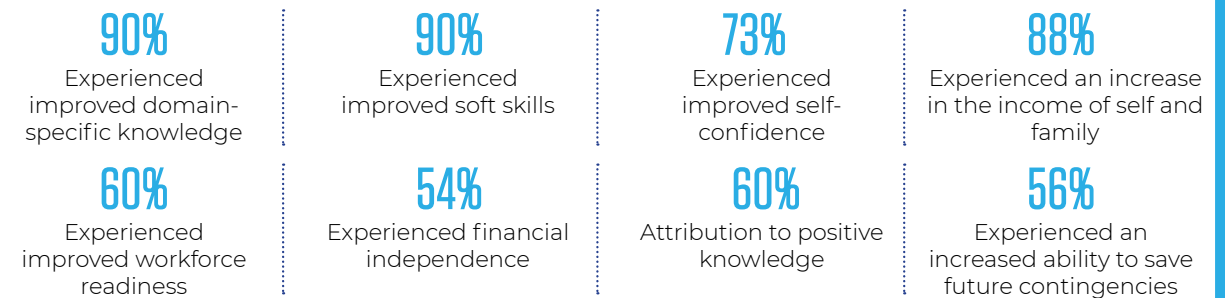 90%
Experienced
improved domain-
specific knowledge
90%
Experienced
improved soft skills
73%
Experienced
improved self-
confidence
88%
Experienced an increase
in the income of self and
family
60%
Experienced
improved workforce
readiness
54%
Experienced financial
independence
60%
Attribution to positive
knowledge
56%
Experienced an
increased ability to save
future contingencies